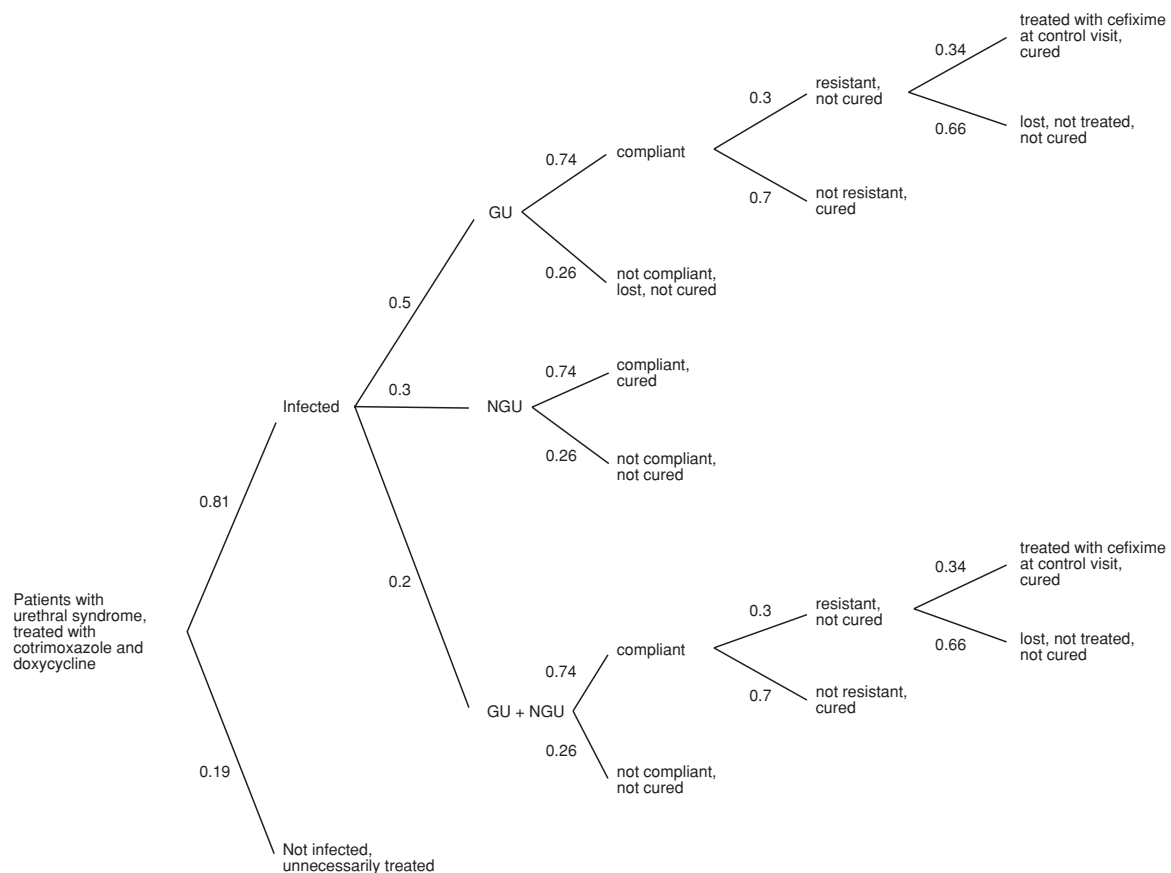 treated with cefixime
at control visit,
cured
0.34
resistant,
not cured
0.3
0.66
lost, not treated,
not cured
compliant
0.74
0.7
not resistant,
cured
GU
0.26
not compliant,
lost, not cured
0.5
0.74
compliant,
cured
0.3
Infected
NGU
0.26
not compliant,
not cured
0.81
treated with cefixime
at control visit,
cured
0.34
0.2
Patients with
urethral syndrome,
treated with
cotrimoxazole and
doxycycline
resistant,
not cured
0.3
0.66
lost, not treated,
not cured
compliant
0.74
0.7
not resistant,
cured
GU + NGU
0.26
not compliant,
not cured
0.19
Not infected,
unnecessarily treated